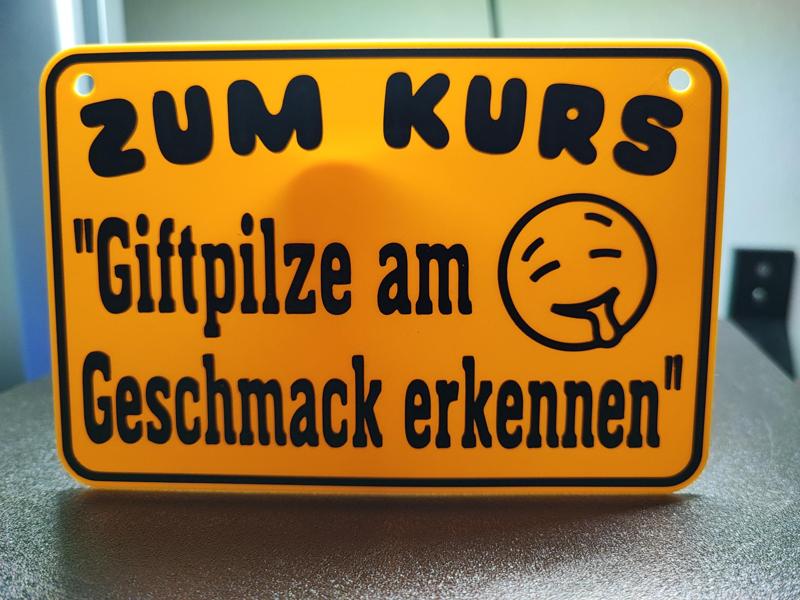 ZUM KURS
"Giftpilze am
Geschmack erkennen"